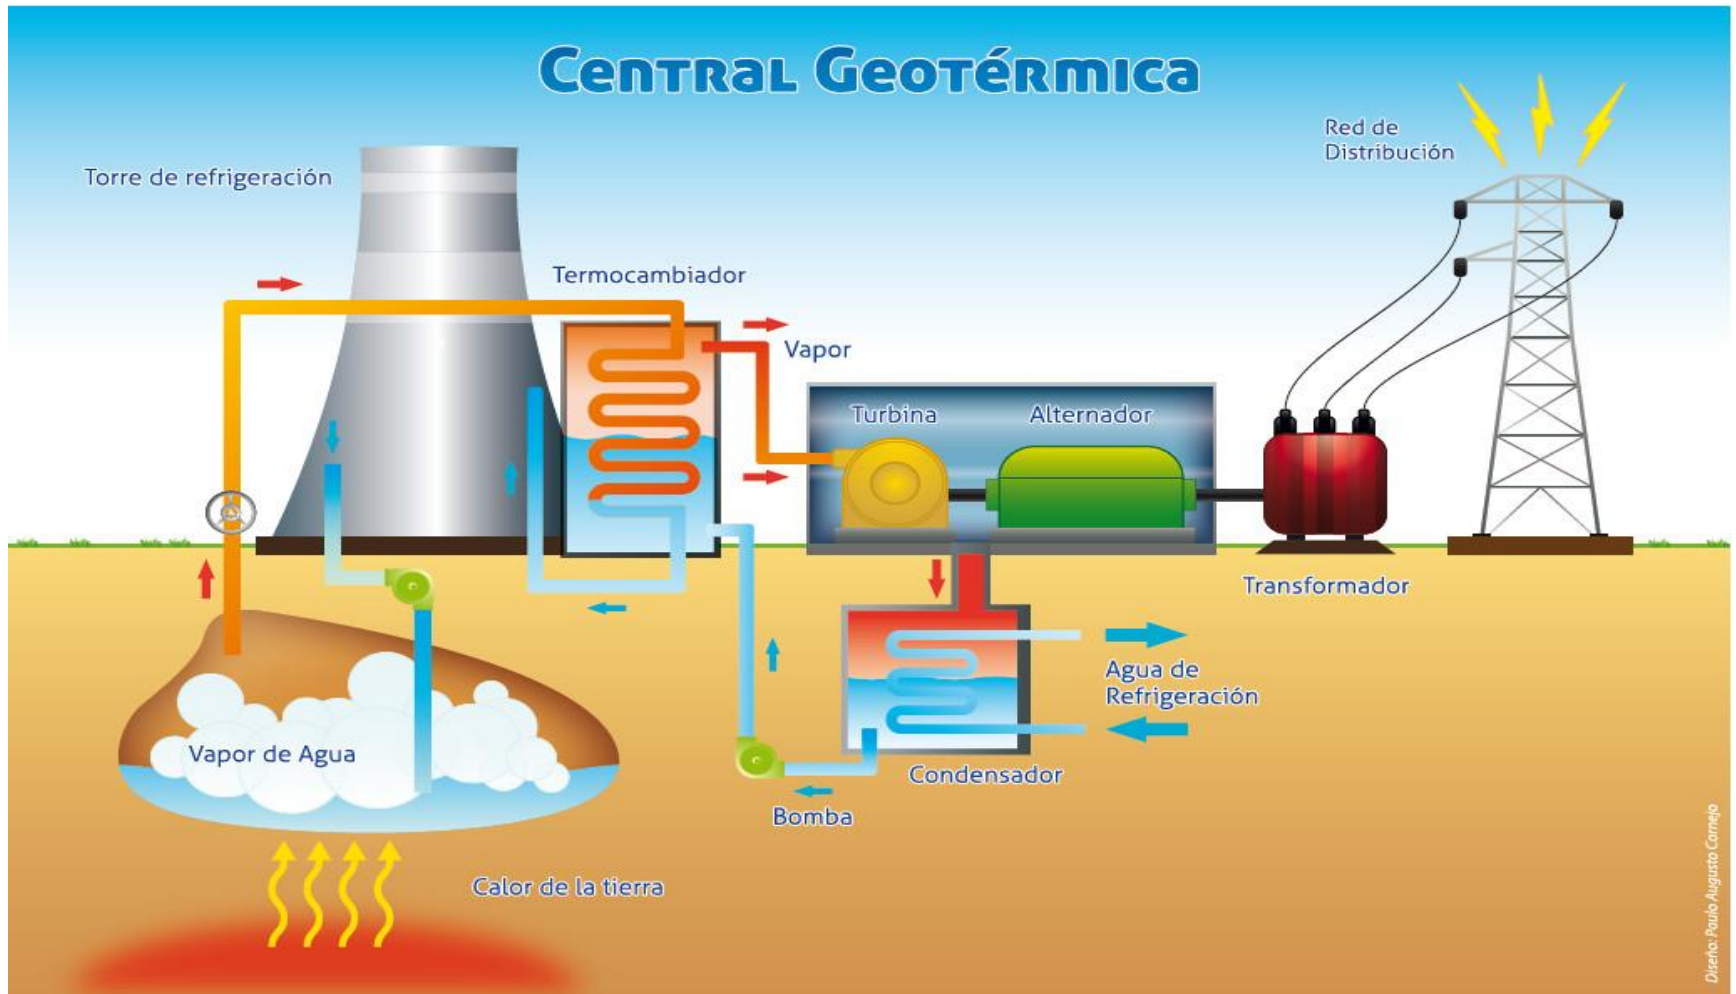 Central Geotérmica
Torre de refrigeración
Red de
Distribución
Termocambiador
Vapor
Turbina
Alternador
Transformador
Agua de
Refrigeración
Vapor de Agua
Condensador
Bomba
Calor de la tierra
Diseño: Paulo Augusto Cornejo